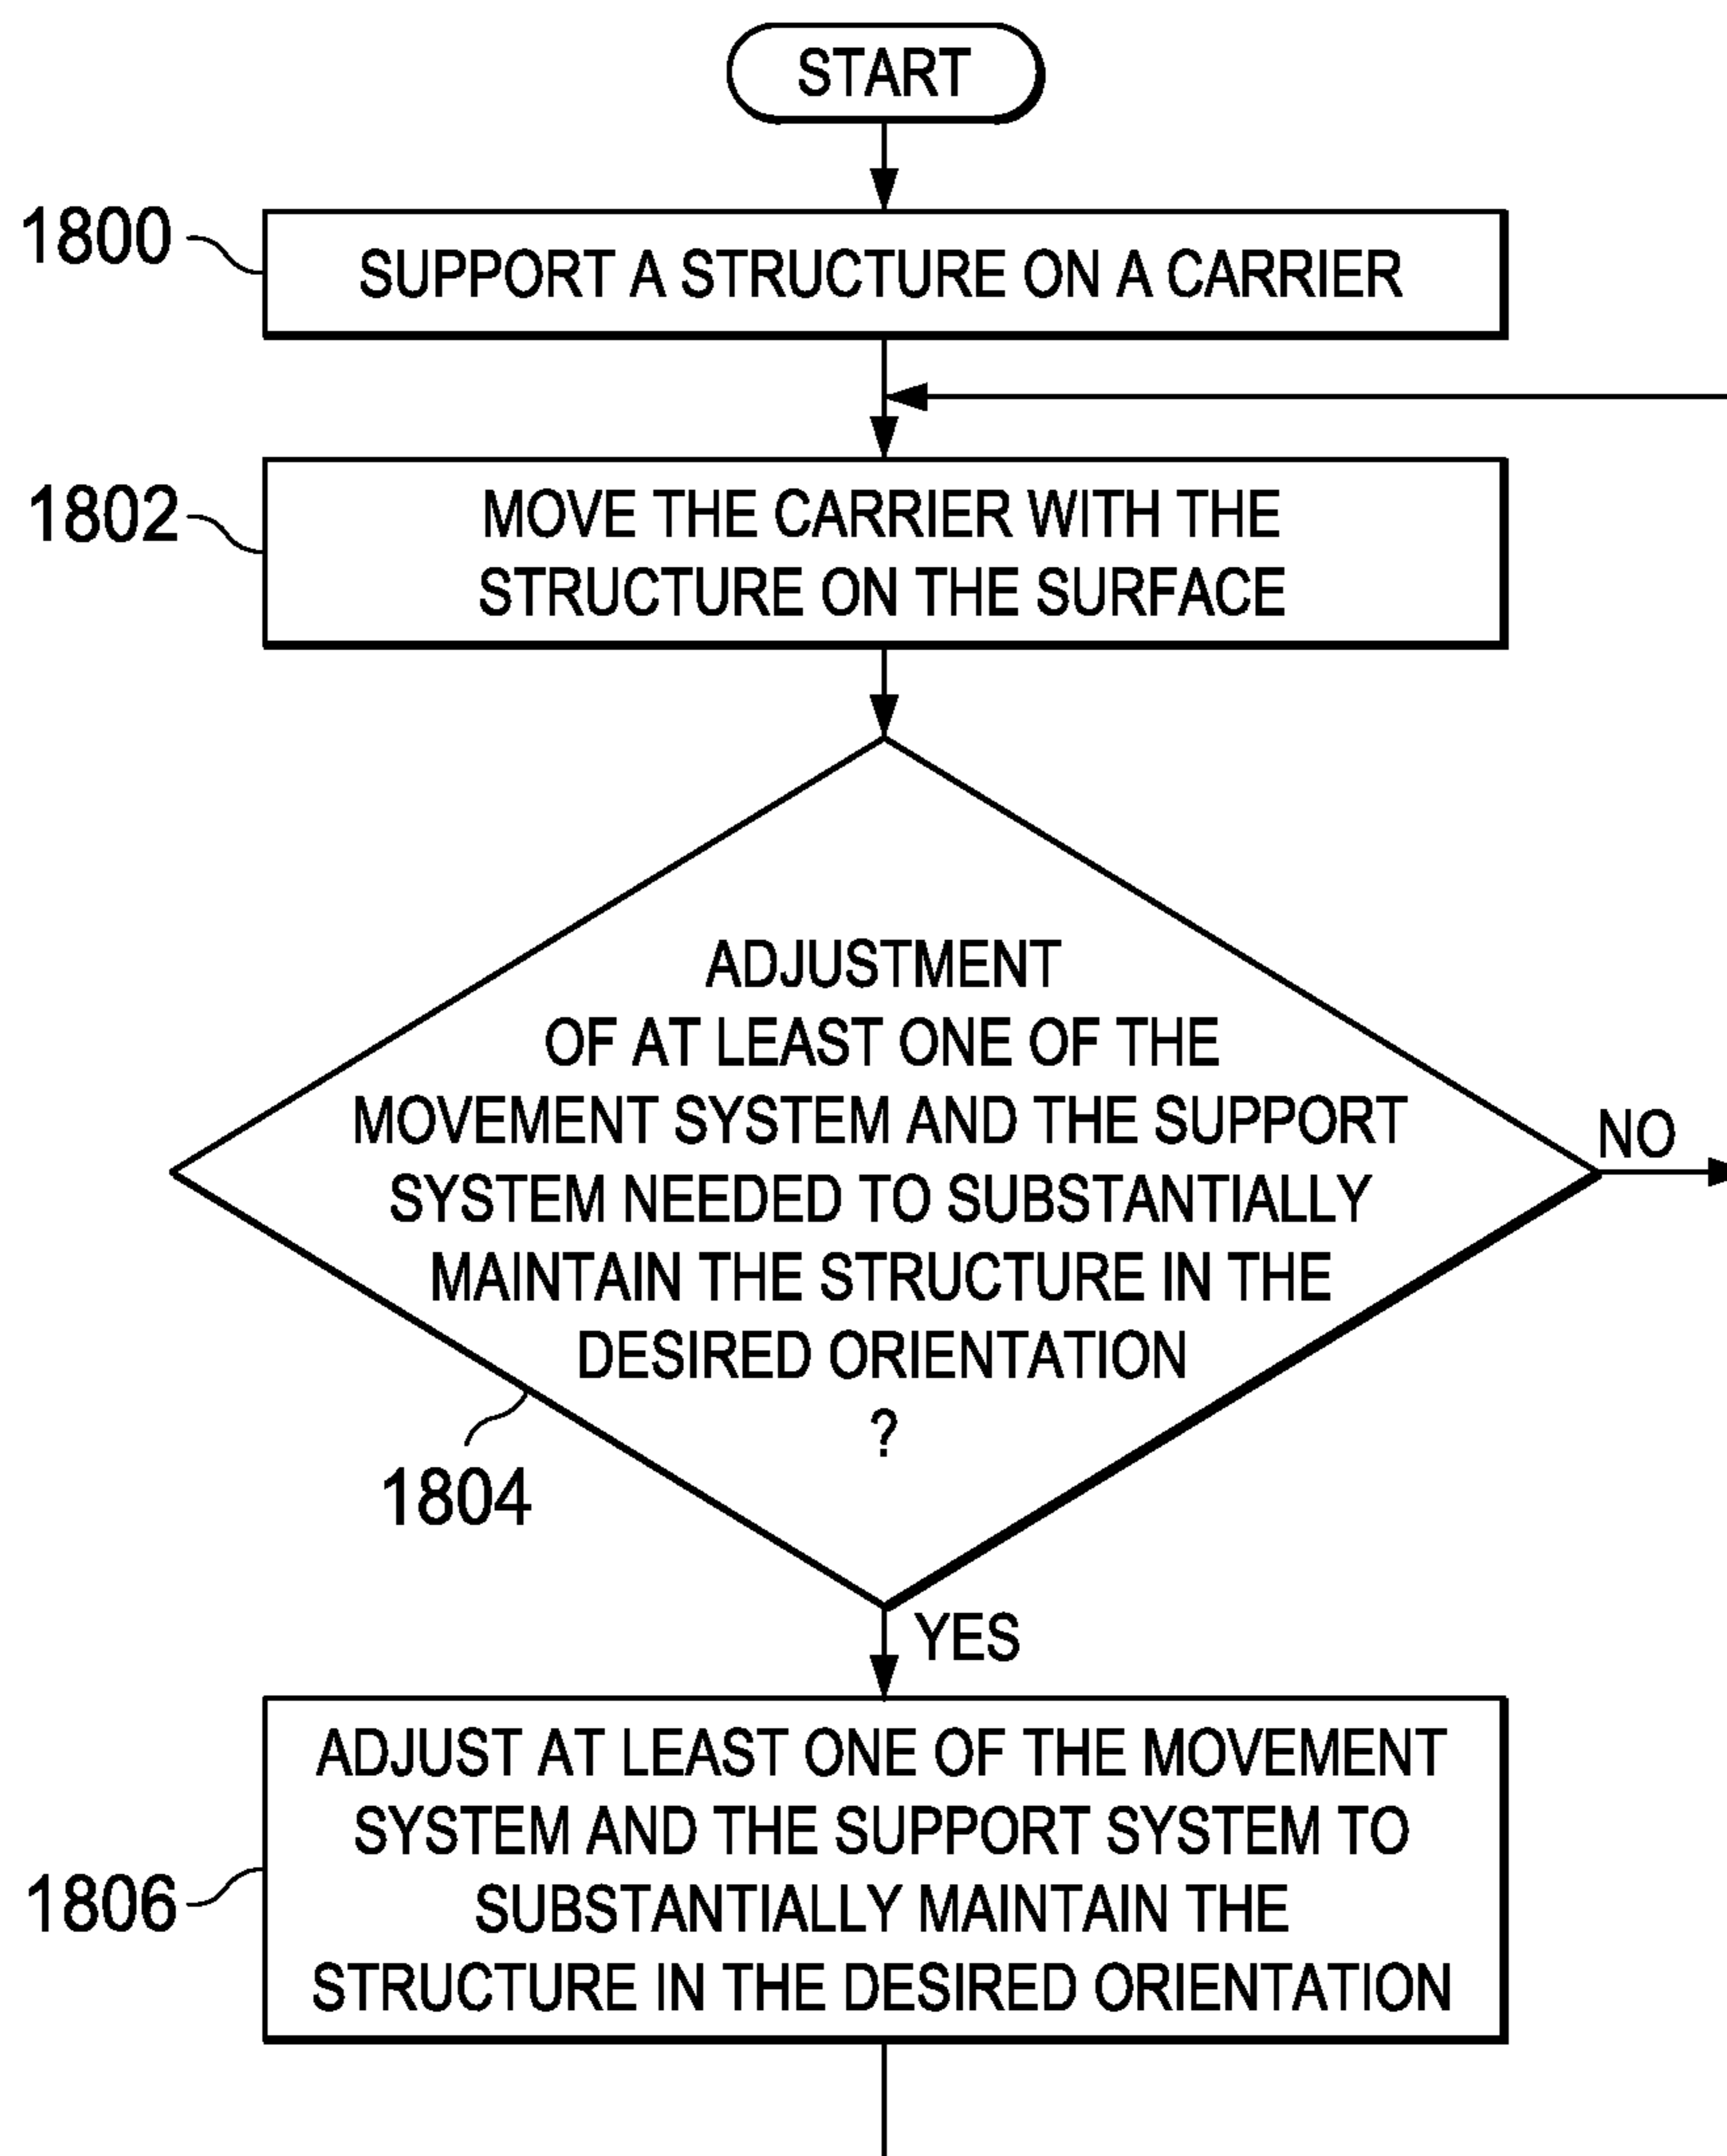 START
1800
SUPPORT A STRUCTURE ON A CARRIER
1802
MOVE THE CARRIER WITH THE
STRUCTURE ON THE SURFACE
ADJUSTMENT
OF AT LEAST ONE OF THE
MOVEMENT SYSTEM AND THE SUPPORT
SYSTEM NEEDED TO SUBSTANTIALLY
MAINTAIN THE STRUCTURE IN THE
DESIRED ORIENTATION
?
NO
1804
YES
1806
ADJUST AT LEAST ONE OF THE MOVEMENT
SYSTEM AND THE SUPPORT SYSTEM TO
SUBSTANTIALLY MAINTAIN THE
STRUCTURE IN THE DESIRED ORIENTATION